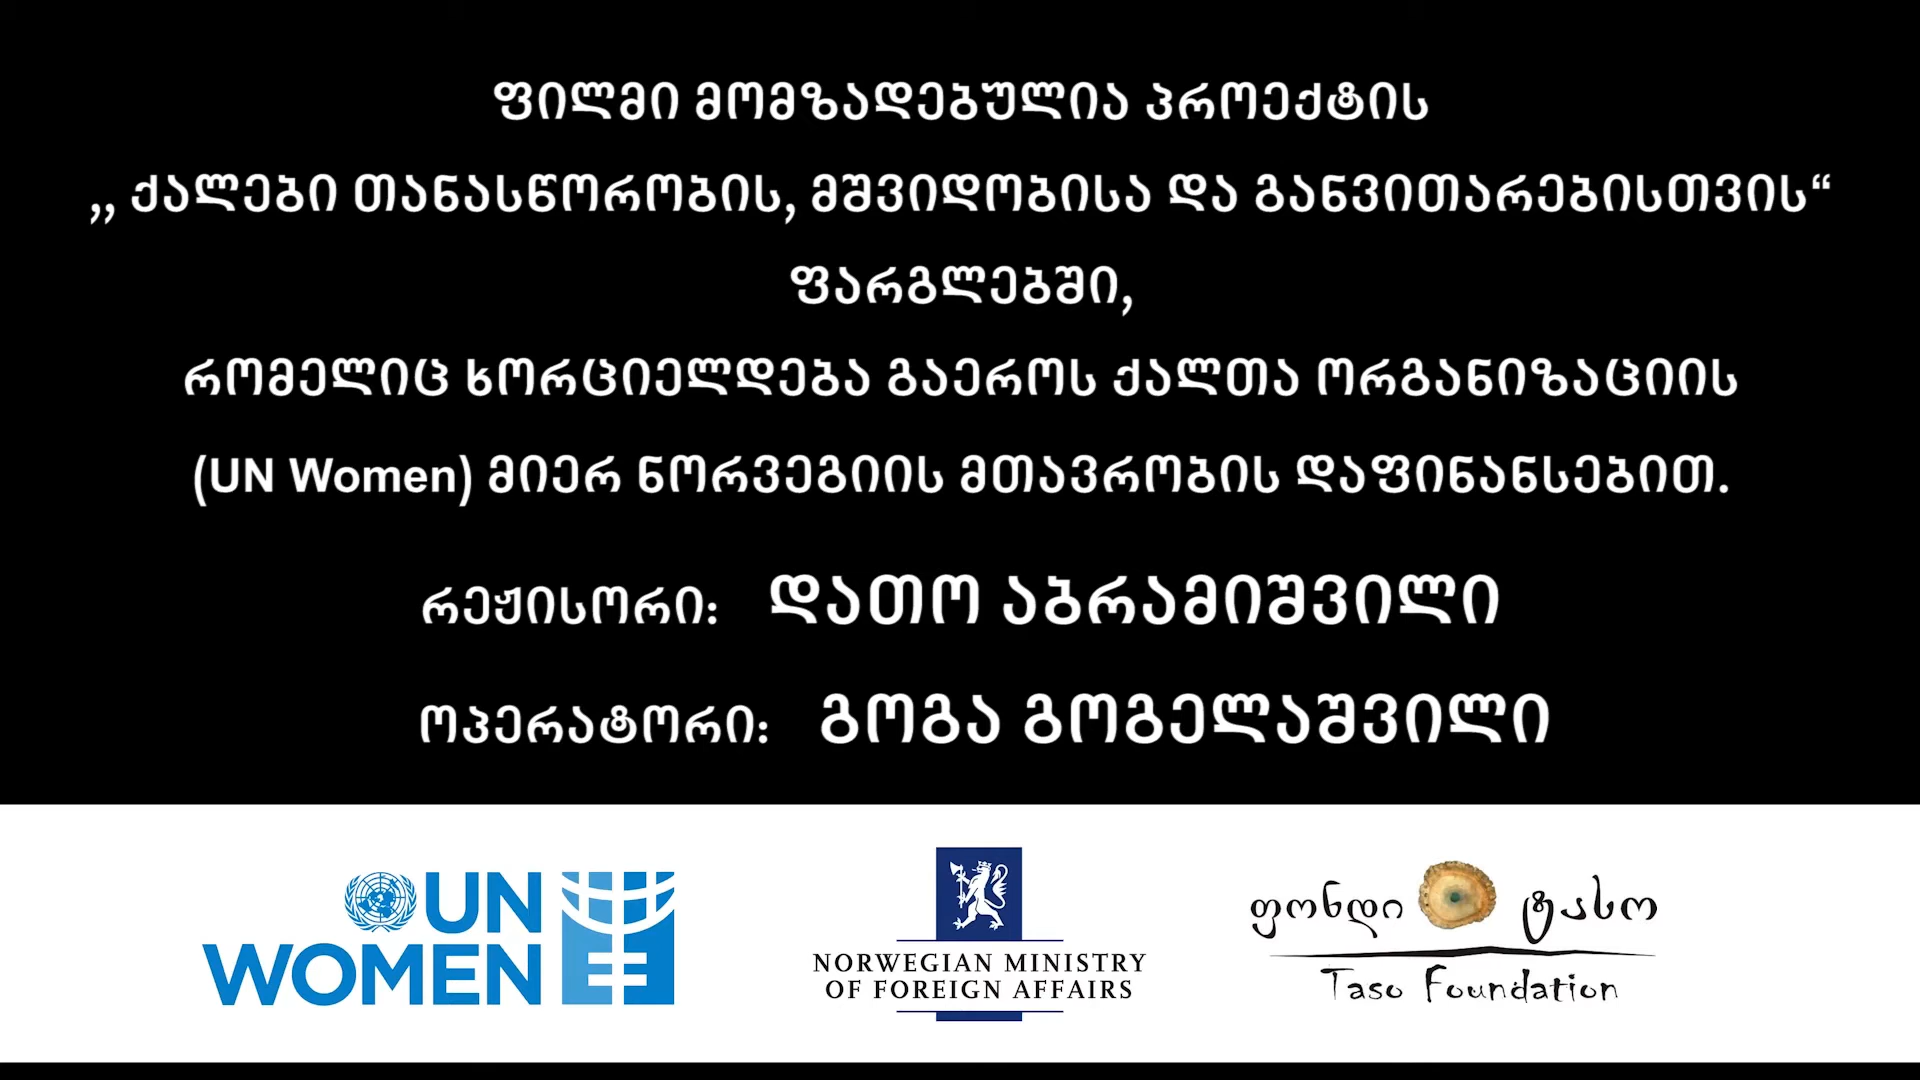 ფილმი მომზადებულია პროექტის
,, ქალები თანასწორობის, მშვიდობისა და განვითარებისთვის“
ფარგლებში,
რომელიც ხორციელდება გაეროს ქალთა ორგანიზაციის
(UN Women) მიერ ნორვეგიის მთავრობის დაფინანსებით.
რეჟისორი: დათო აბრამიშვილი
ოპერატორი: გოგა გოგელაშვილი
UN
WOMEN
NORWEGIAN MINISTRY
OF FOREIGN AFFAIRS
ფონდი ტასო
Taso Foundation